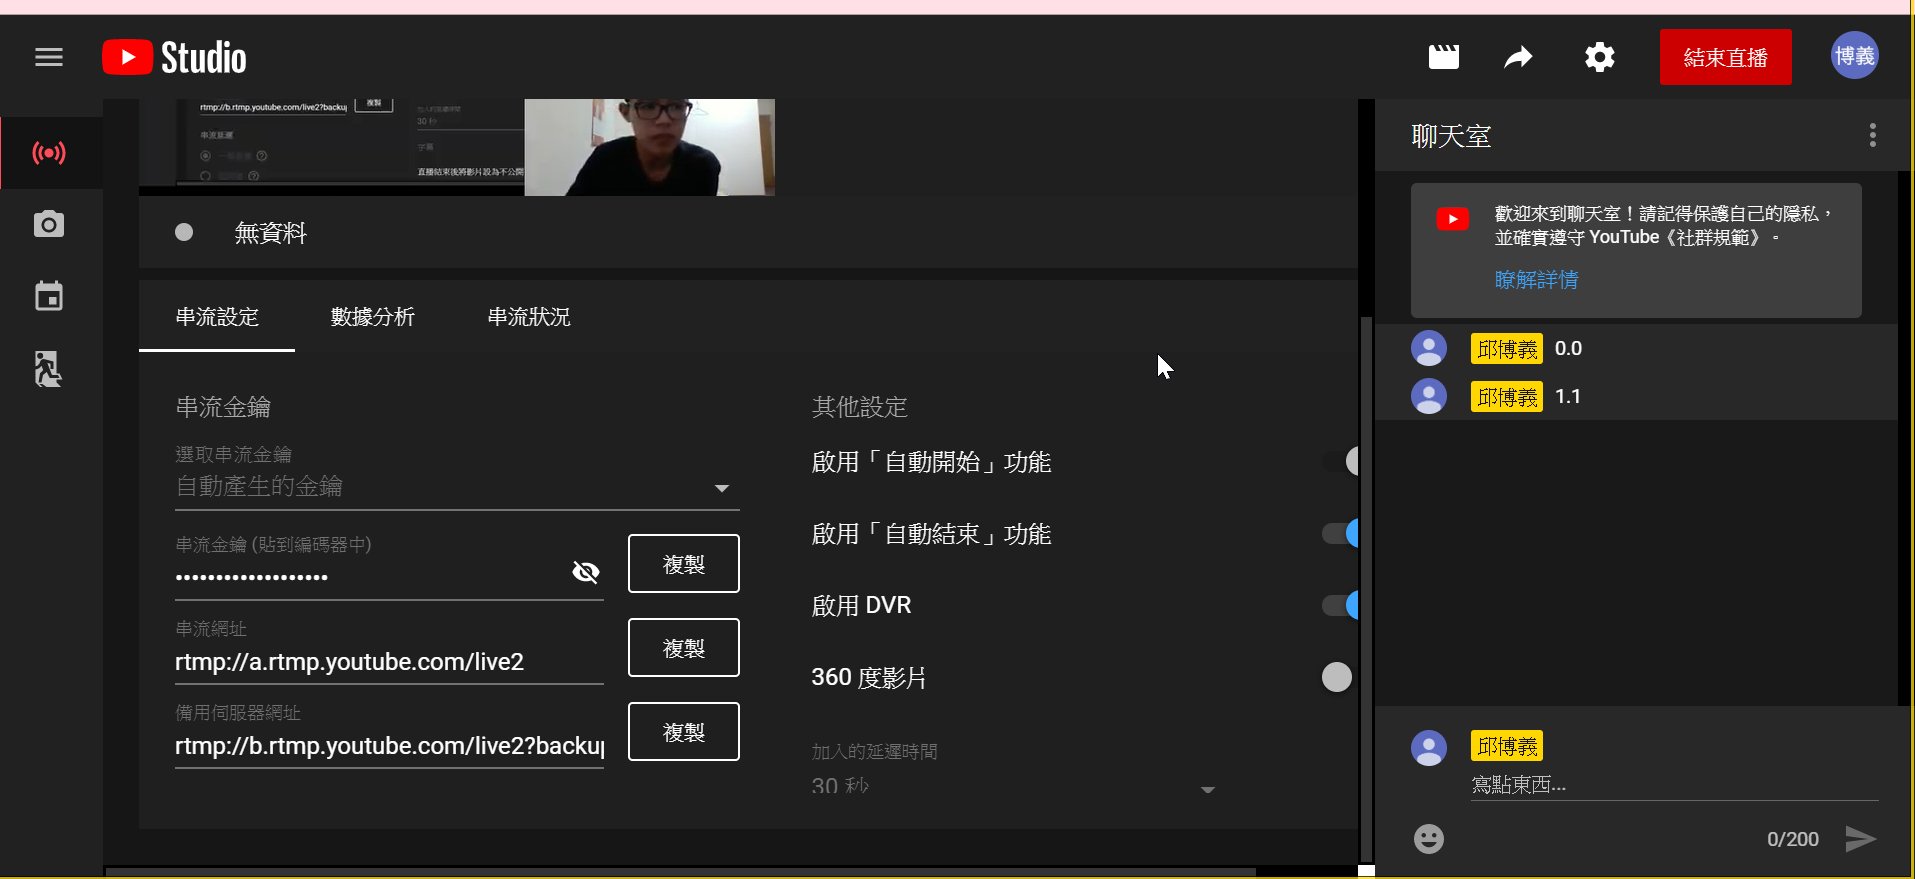 Studio
結束直播
博義
rtmp://b.rtmp.youtube.com/live2?backup
複製
串流延遲
30 秒
字幕
直播結束後將影片設為不公開
無資料
串流設定
數據分析
串流狀況
串流金鑰
選取串流金鑰
自動產生的金鑰
串流金鑰 (貼到編碼器中)
•••••••••••••••••••
複製
串流網址
rtmp://a.rtmp.youtube.com/live2
複製
備用伺服器網址
rtmp://b.rtmp.youtube.com/live2?backup
複製
其他設定
啟用「自動開始」功能
啟用「自動結束」功能
啟用 DVR
360 度影片
加入的延遲時間
30 秒
聊天室
歡迎來到聊天室！請記得保護自己的隱私，
並確實遵守 YouTube《社群規範》。
瞭解詳情
邱博義 0.0
邱博義 1.1
邱博義
寫點東西...
0/200